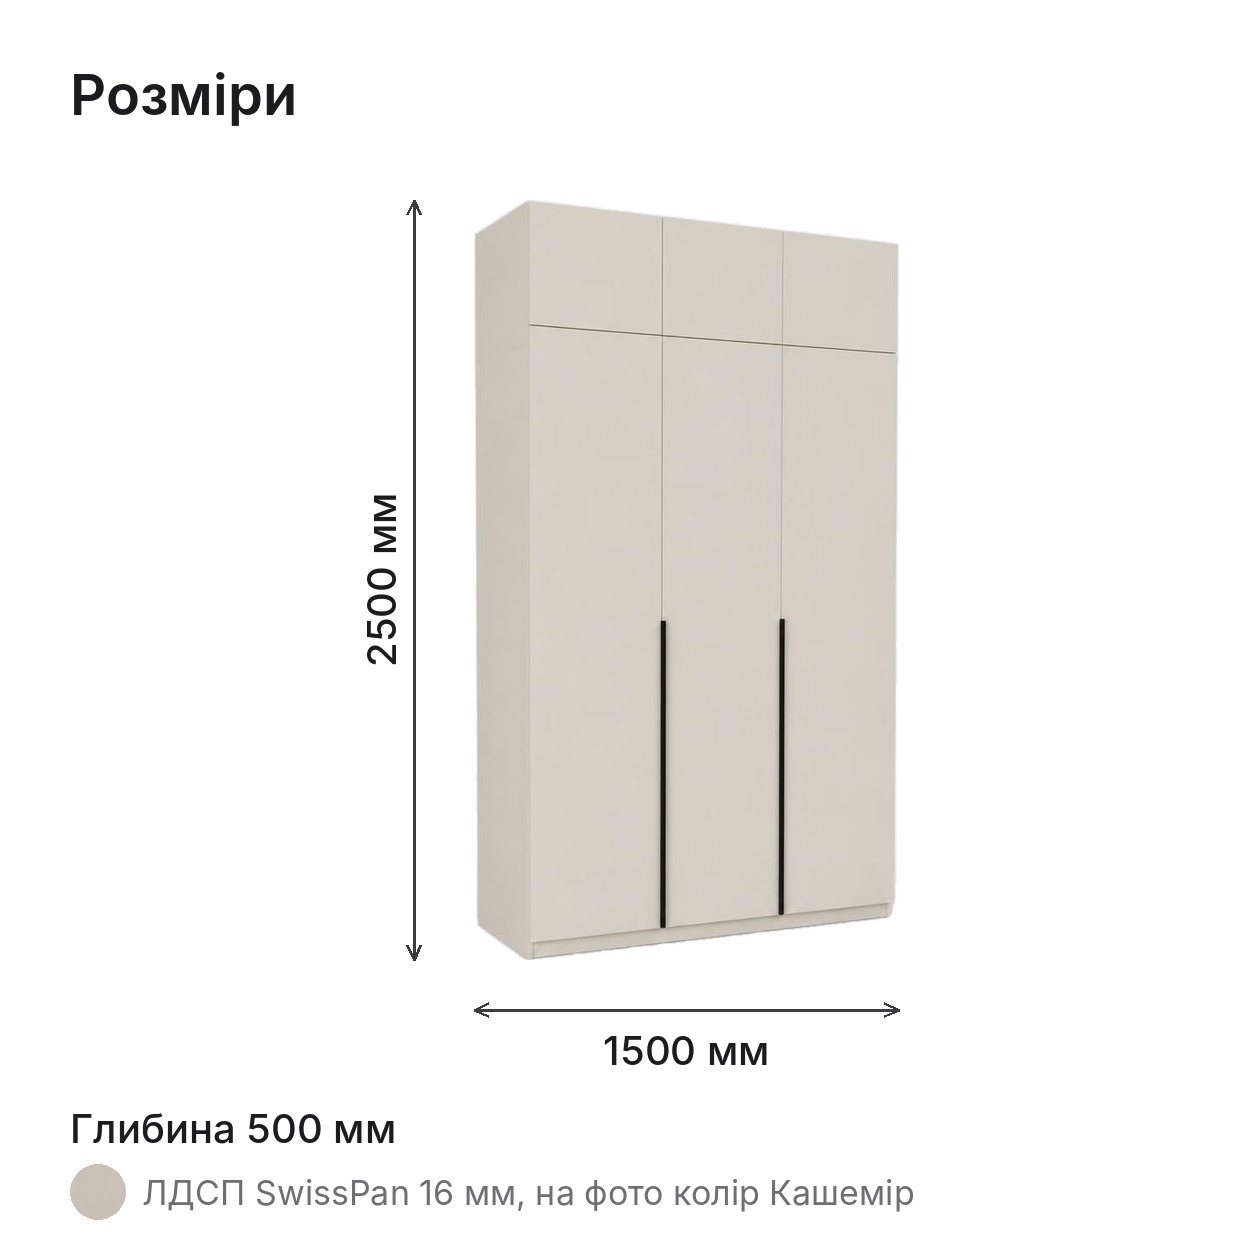 Розміри
2500 мм
1500 мм
Глибина 500 мм
ЛДСП SwissPan 16 мм, на фото колір Кашемір